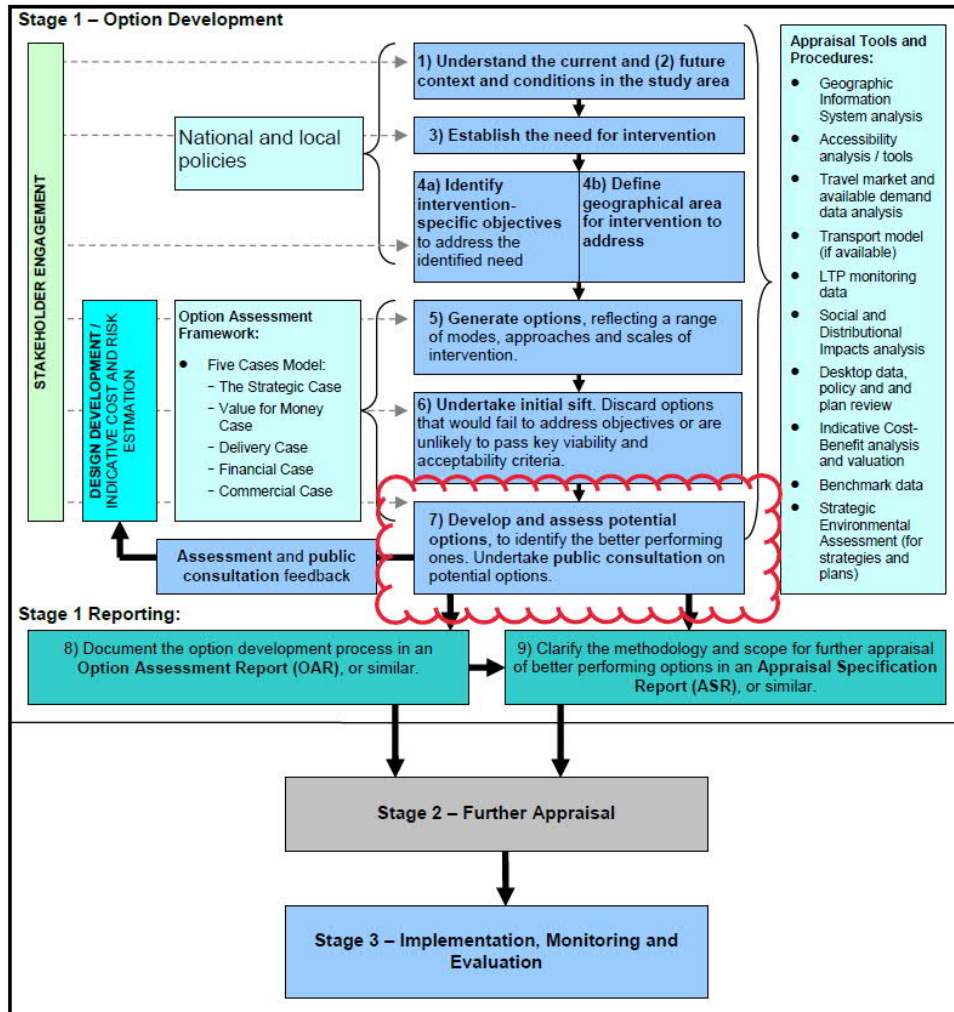 Stage 1 – Option Development
1) Understand the current and (2) future
context and conditions in the study area
3) Establish the need for intervention
National and local
policies
4a) Identify
intervention-
specific objectives
to address the
identified need
4b) Define
geographical area
for intervention to
address
STAKEHOLDER ENGAGEMENT
DESIGN DEVELOPMENT /
INDICATIVE COST AND RISK
ESTMATION
Option Assessment
Framework:
• Five Cases Model:
- The Strategic Case
- Value for Money
Case
- Delivery Case
- Financial Case
- Commercial Case
5) Generate options, reflecting a range
of modes, approaches and scales of
intervention.
6) Undertake initial sift. Discard options
that would fail to address objectives or are
unlikely to pass key viability and
acceptability criteria.
7) Develop and assess potential
options, to identify the better performing
ones. Undertake public consultation on
potential options.
Assessment and public
consultation feedback
Appraisal Tools and
Procedures:
• Geographic
Information
System analysis
• Accessibility
analysis / tools
• Travel market and
available demand
data analysis
• Transport model
(if available)
• LTP monitoring
data
• Social and
Distributional
Impacts analysis
• Desktop data,
policy and and
plan review
• Indicative Cost-
Benefit analysis
and valuation
• Benchmark data
• Strategic
Environmental
Assessment (for
strategies and
plans)
Stage 1 Reporting:
8) Document the option development process in an
Option Assessment Report (OAR), or similar.
9) Clarify the methodology and scope for further appraisal
of better performing options in an Appraisal Specification
Report (ASR), or similar.
Stage 2 – Further Appraisal
Stage 3 – Implementation, Monitoring and
Evaluation